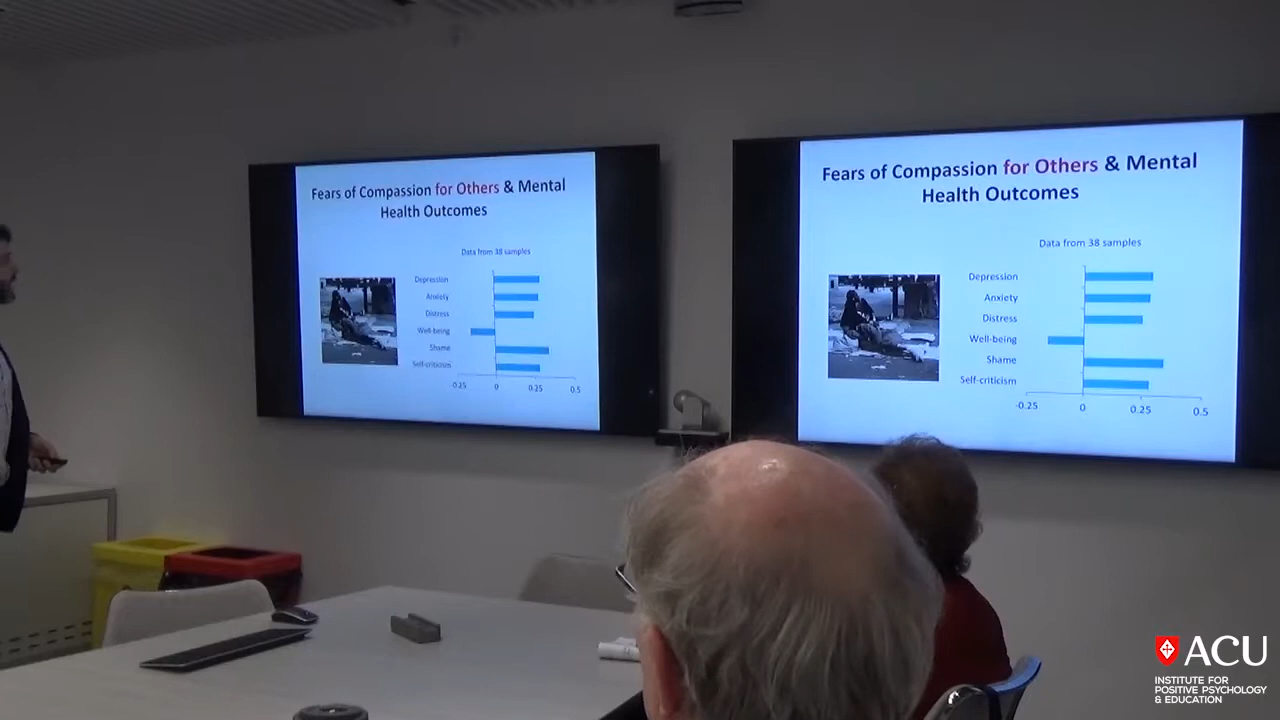 Fears of Compassion for Others & Mental
Health Outcomes
Data from 38 samples
Depression
Anxiety
Distress
Well-being
Shame
Self-criticism
-0.25 0 0.25 0.5
Fears of Compassion for Others & Mental
Health Outcomes
Data from 38 samples
Depression
Anxiety
Distress
Well-being
Shame
Self-criticism
-0.25 0 0.25 0.5
ACU
INSTITUTE FOR
POSITIVE PSYCHOLOGY
& EDUCATION